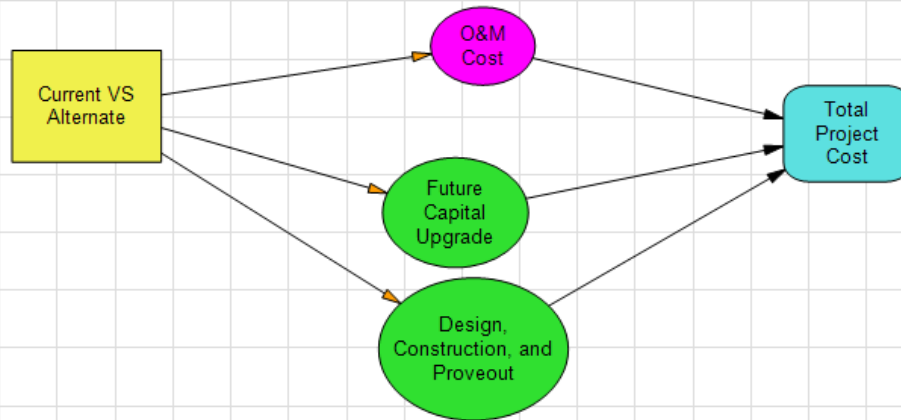 Current VS
Alternate
O&M
Cost
Future
Capital
Upgrade
Design,
Construction, and
Proveout
Total
Project
Cost